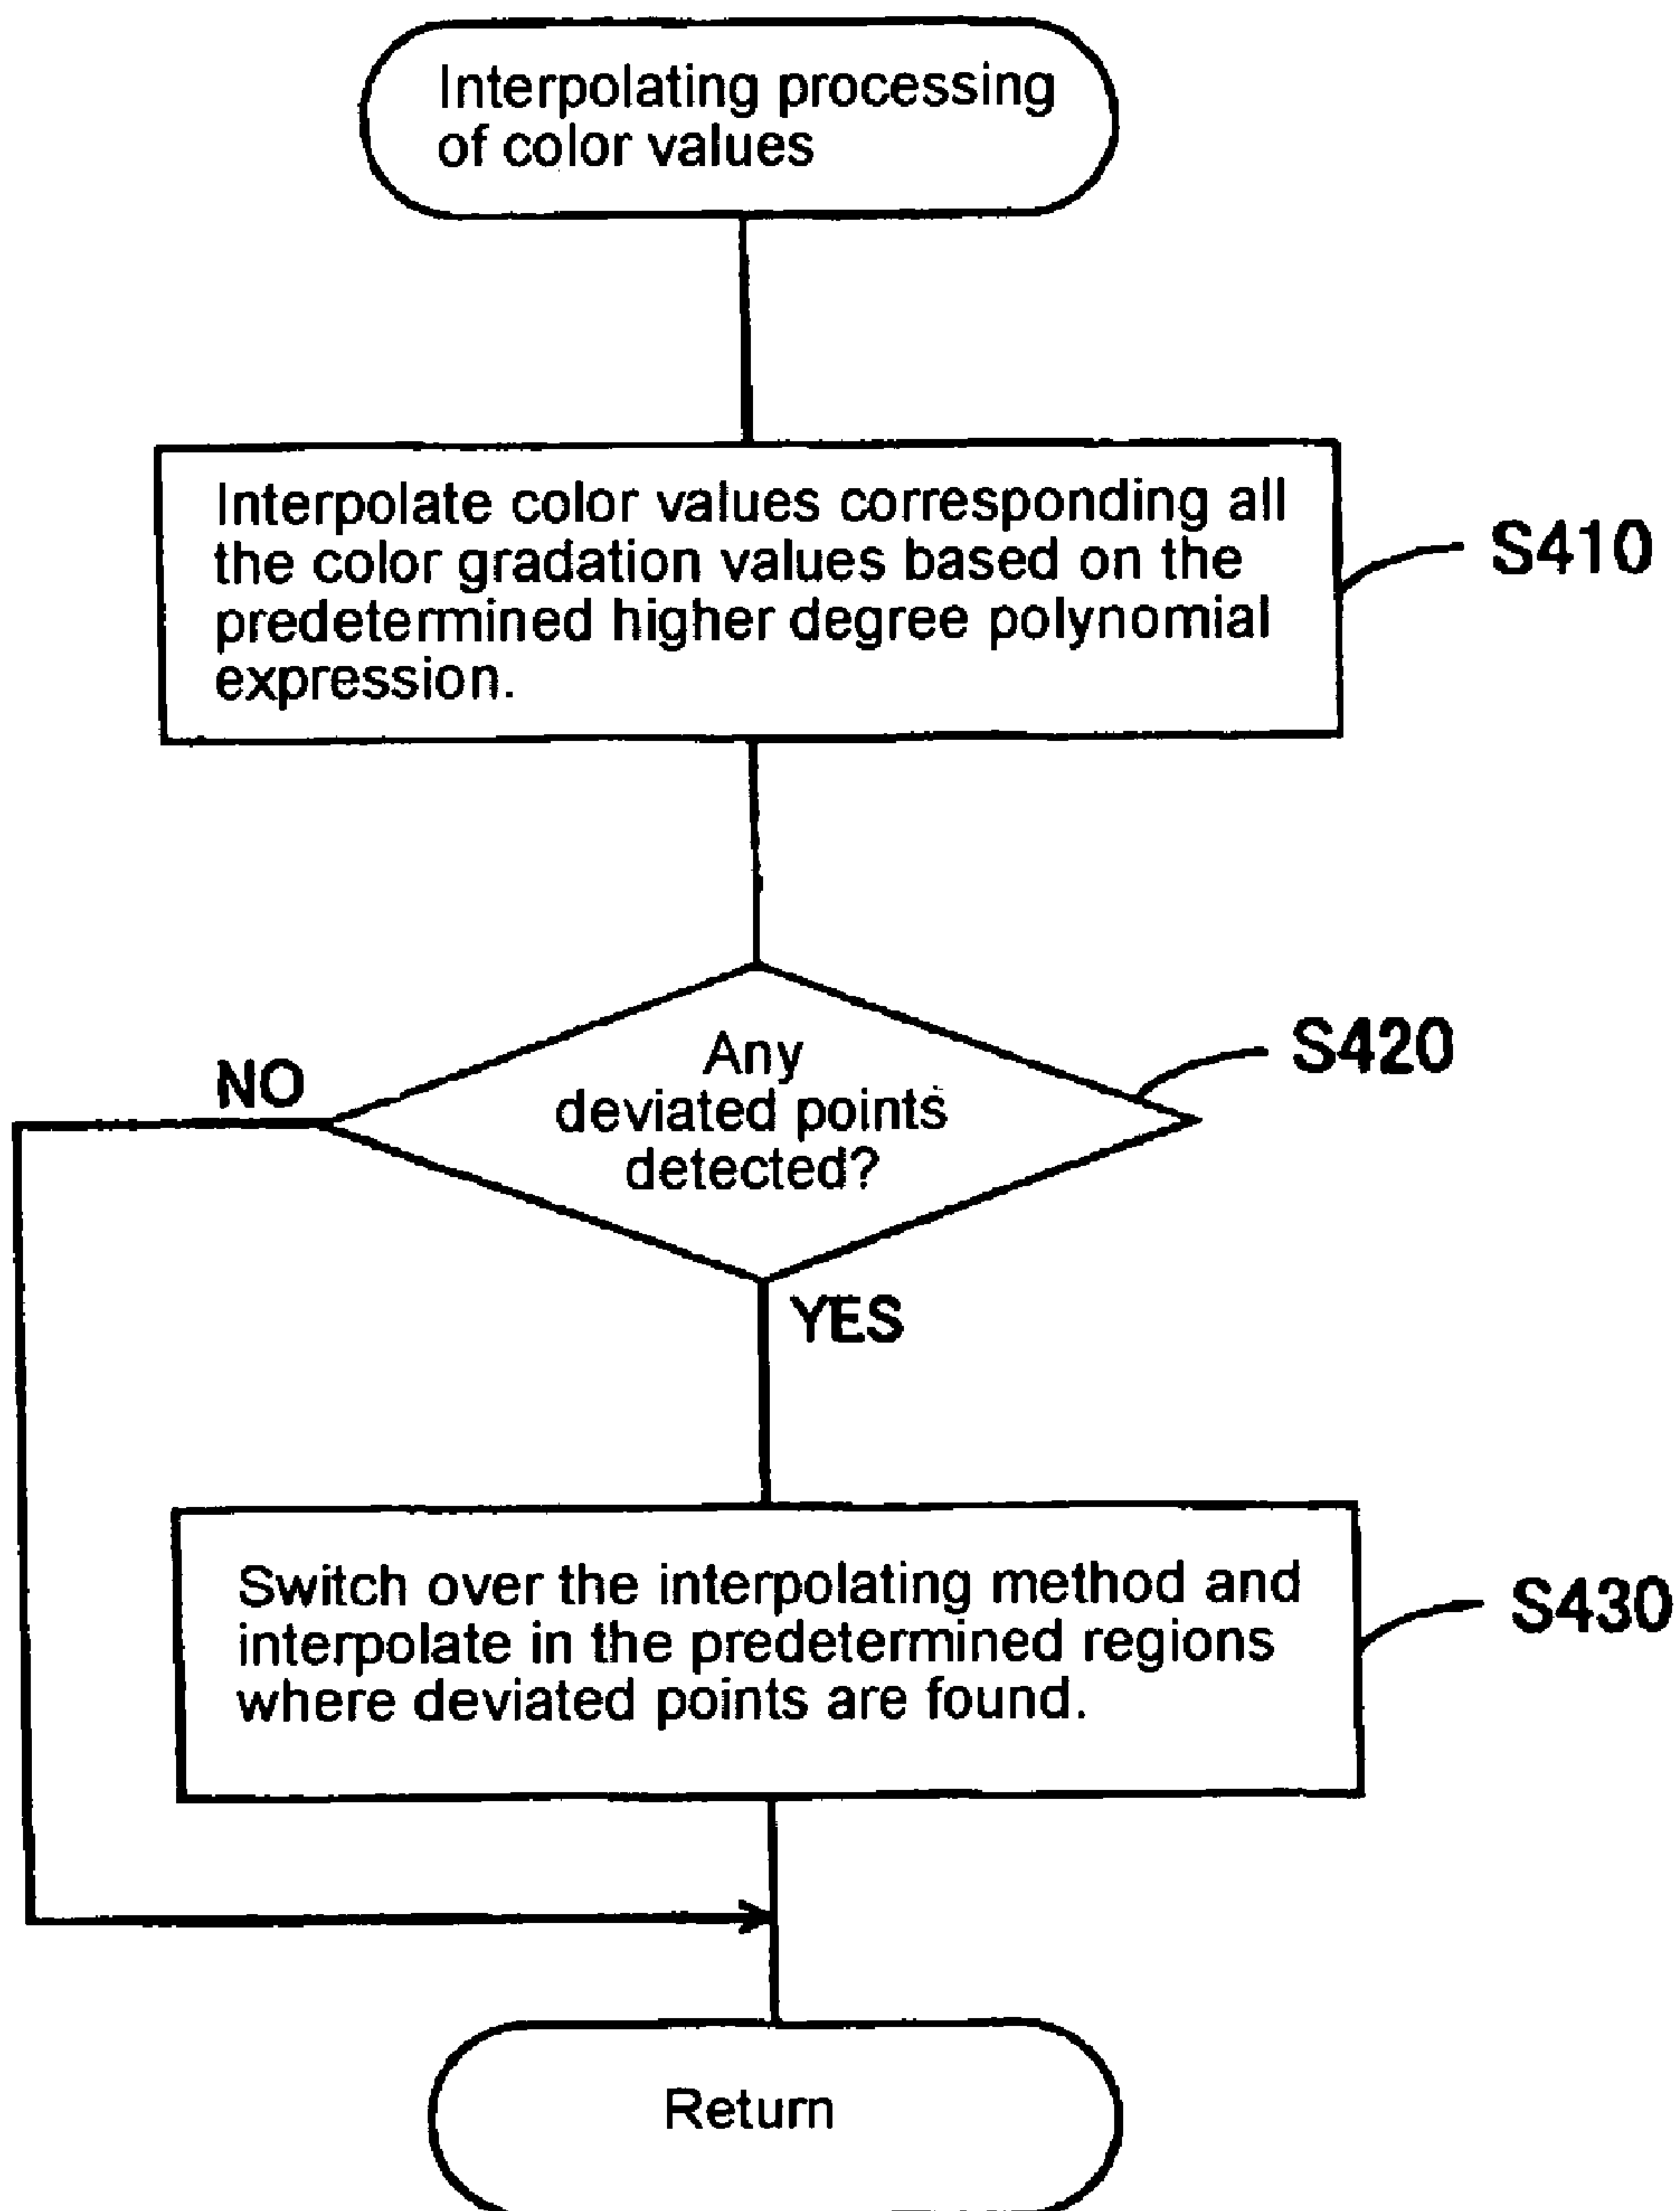 Interpolating processing
of color values
Interpolate color values corresponding all
the color gradation values based on the
predetermined higher degree polynomial
expression.
S410
Any
deviated points
detected?
S420
NO
YES
Switch over the interpolating method and
interpolate in the predetermined regions
where deviated points are found.
S430
Return